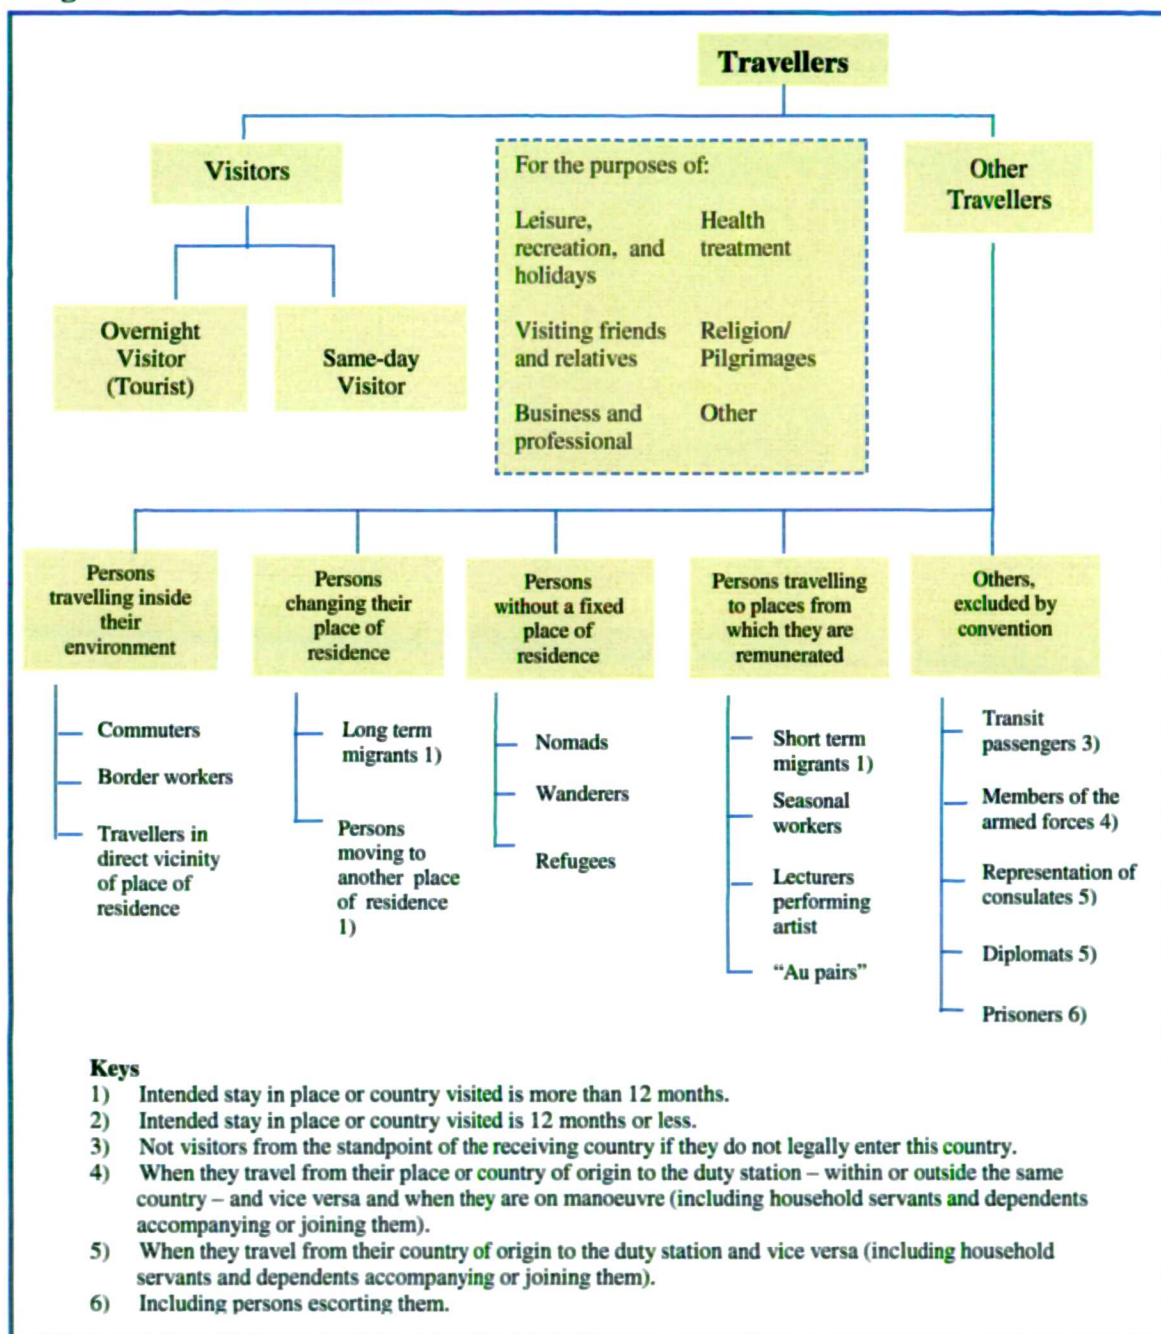 Travellers
Visitors
Overnight
Visitor
(Tourist)
Same-day
Visitor
For the purposes of:
Leisure,
recreation, and
holidays
Health
treatment
Visiting friends
and relatives
Religion/
Pilgrimages
Business and
professional
Other
Other
Travellers
Persons
travelling inside
their
environment
Commuters
Border workers
Travellers in
direct vicinity
of place of
residence
Persons
changing their
place of
residence
Long term
migrants 1)
Persons
moving to
another place
of residence
1)
Persons
without a fixed
place of
residence
Nomads
Wanderers
Refugees
Persons travelling
to places from
which they are
remunerated
Short term
migrants 1)
Seasonal
workers
Lecturers
performing
artist
“Au pairs”
Others,
excluded by
convention
Transit
passengers 3)
Members of the
armed forces 4)
Representation of
consulates 5)
Diplomats 5)
Prisoners 6)
Keys
1) Intended stay in place or country visited is more than 12 months.
2) Intended stay in place or country visited is 12 months or less.
3) Not visitors from the standpoint of the receiving country if they do not legally enter this country.
4) When they travel from their place or country of origin to the duty station – within or outside the same
country – and vice versa and when they are on manoeuvre (including household servants and dependents
accompanying or joining them).
5) When they travel from their country of origin to the duty station and vice versa (including household
servants and dependents accompanying or joining them).
6) Including persons escorting them.